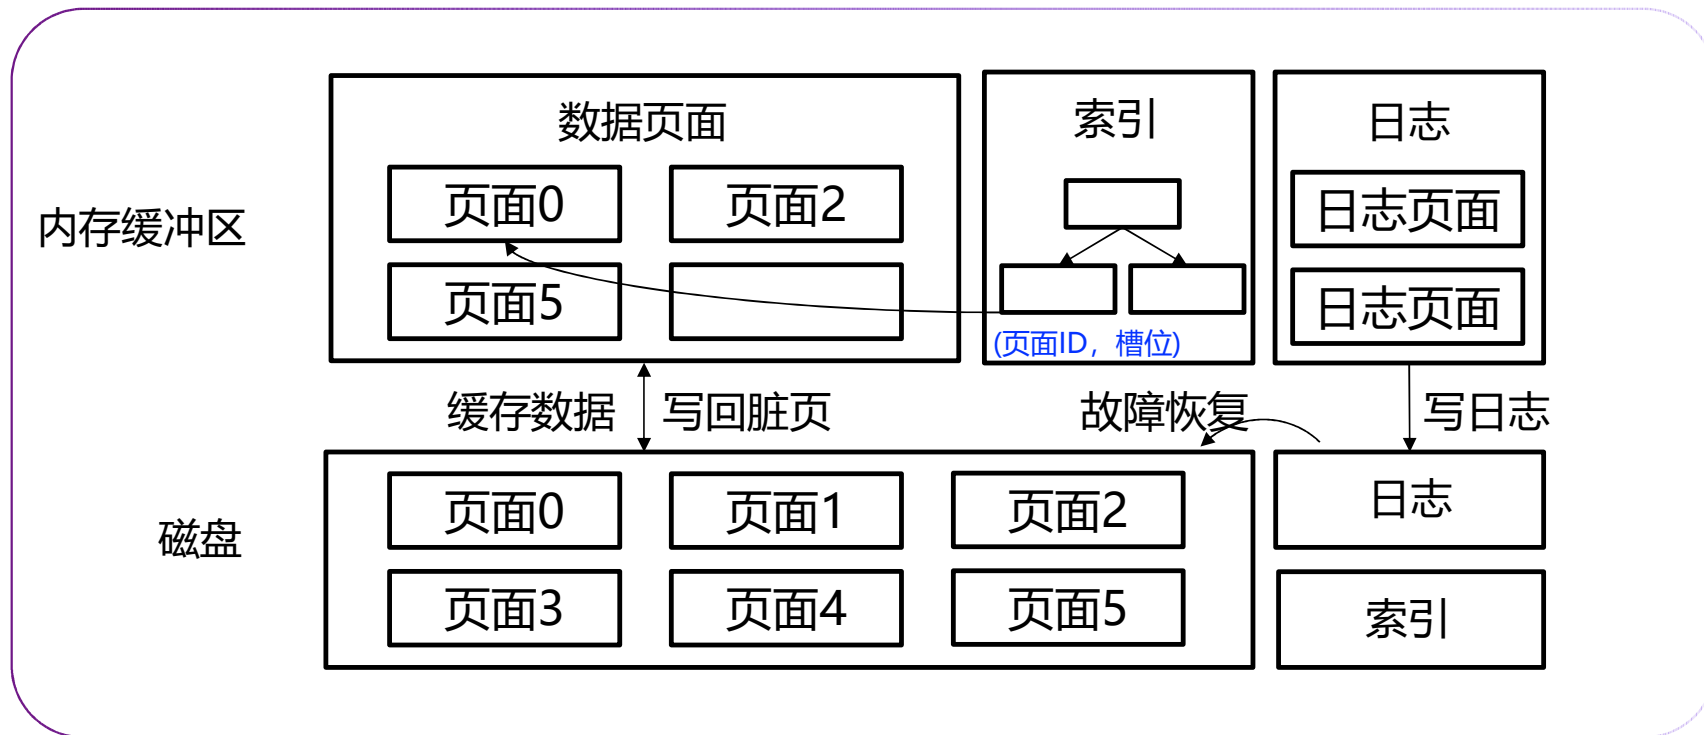 数据页面
索引
日志
内存缓冲区
页面0
页面2
日志页面
页面5
日志页面
(页面ID，槽位)
缓存数据
写回脏页
故障恢复
写日志
磁盘
页面0
页面1
页面2
日志
页面3
页面4
页面5
索引